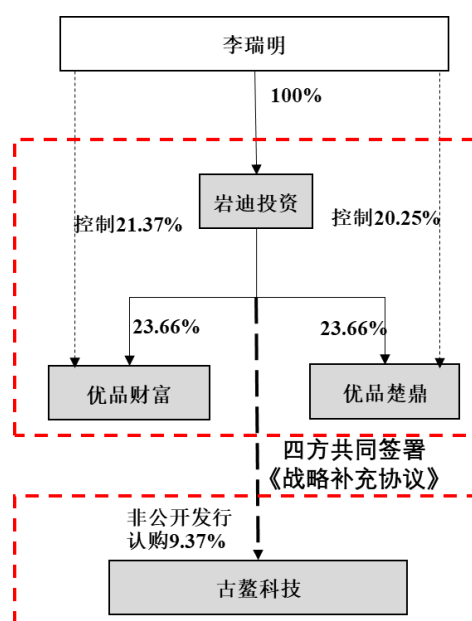 李瑞明
100%
岩迪投资
控制21.37%
控制20.25%
23.66%
23.66%
优品财富
优品楚鼎
四方共同签署
《战略补充协议》
非公开发行
认购9.37%
古鳌科技